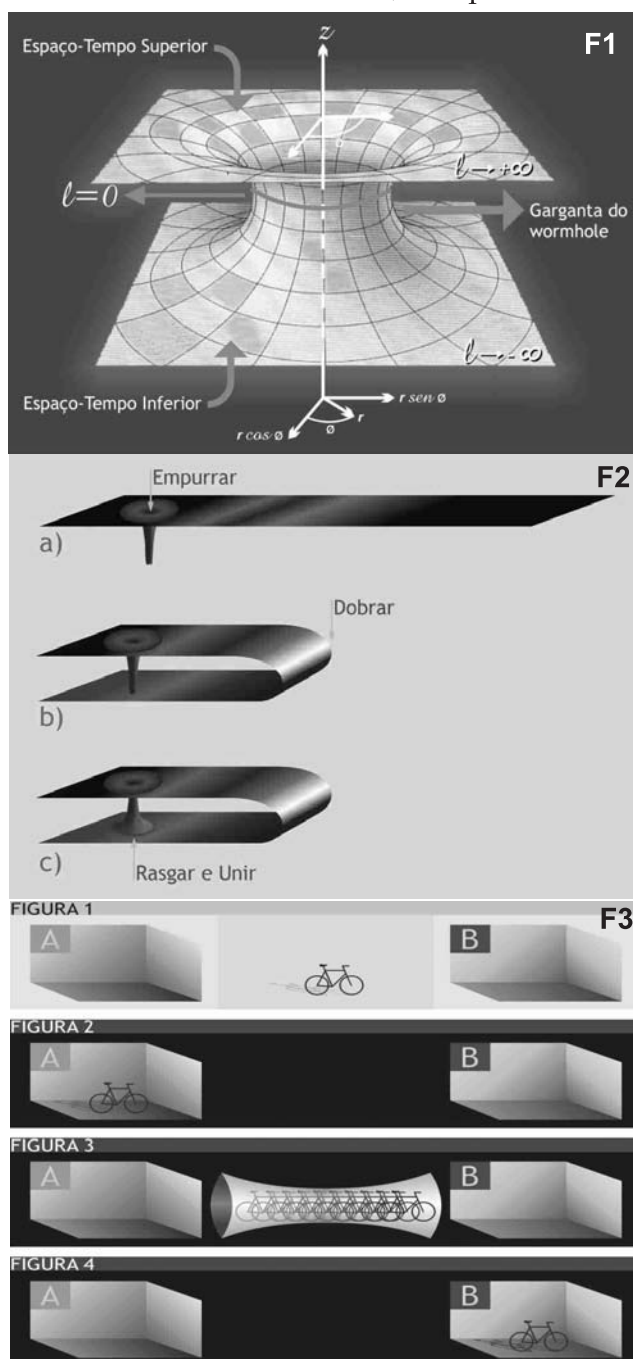 F1
z
Espaço-Tempo Superior
ℓ→+∞
ℓ=0
Garganta do
wormhole
ℓ→-∞
Espaço-Tempo Inferior
r sen ø
r
r cos ø
ø
F2
Empurrar
a)
Dobrar
b)
c)
Rasgar e Unir
FIGURA 1
F3
A
B
FIGURA 2
A
B
FIGURA 3
A
B
FIGURA 4
A
B